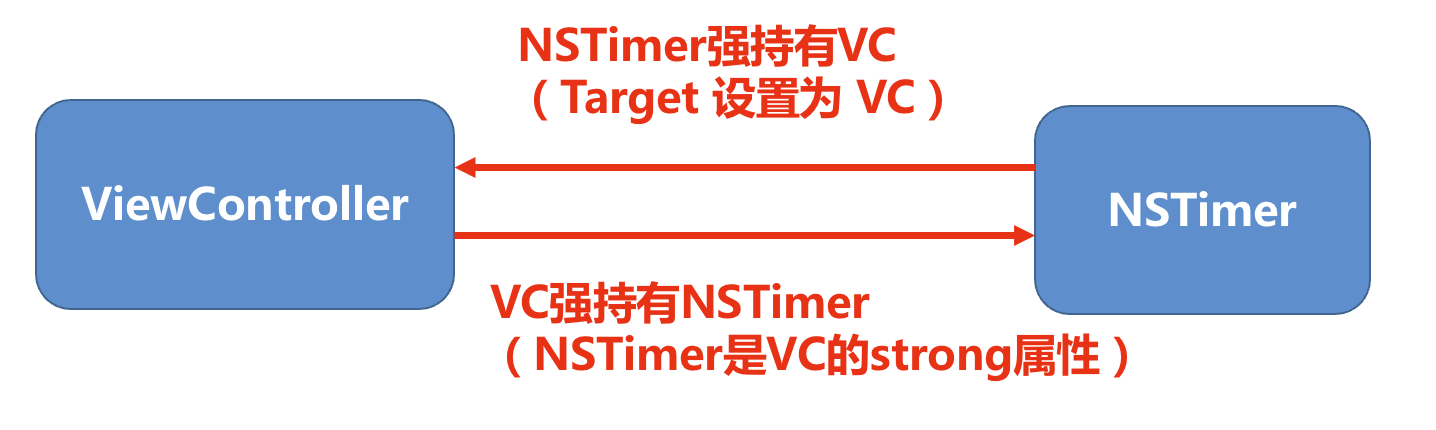 NSTimer强持有VC
（Target 设置为 VC）
ViewController
NSTimer
VC强持有NSTimer
（NSTimer是VC的strong属性）